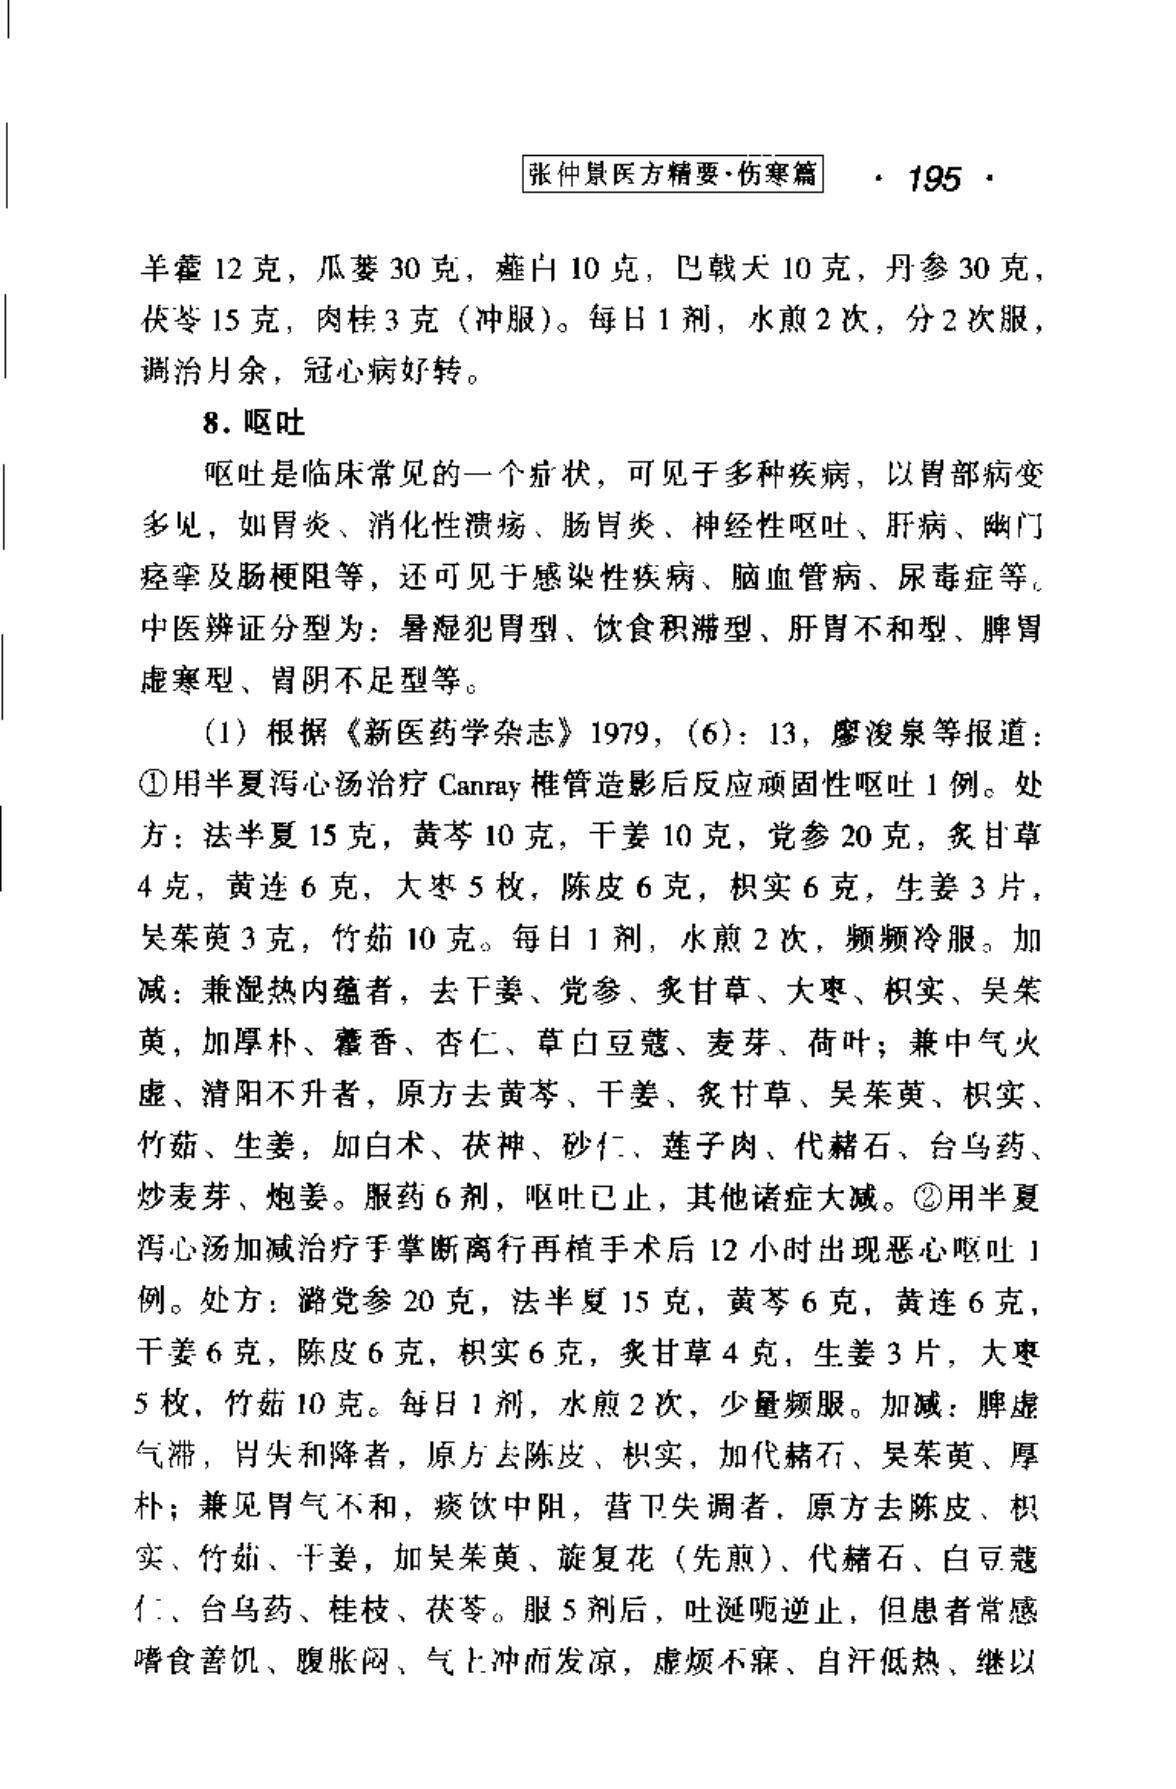 张仲景医方精要·伤寒篇 · 195 ·
羊藿 12 克，瓜蒌 30 克，薤白 10 克，巴戟天 10 克，丹参 30 克，
茯苓 15 克，肉桂 3 克（冲服）。每日 1 剂，水煎 2 次，分 2 次服，
调治月余，冠心病好转。
8. 呕吐
呕吐是临床常见的一个症状，可见于多种疾病，以胃部病变
多见，如胃炎、消化性溃疡、肠胃炎、神经性呕吐、肝病、幽门
痉挛及肠梗阻等，还可见于感染性疾病、脑血管病、尿毒症等。
中医辨证分型为：暑湿犯胃型、饮食积滞型、肝胃不和型、脾胃
虚寒型、胃阴不足型等。
（1）根据《新医药学杂志》1979，（6）：13，廖浚泉等报道：
①用半夏泻心汤治疗 Canray 椎管造影后反应顽固性呕吐 1 例。处
方：法半夏 15 克，黄芩 10 克，干姜 10 克，党参 20 克，炙甘草
4 克，黄连 6 克，大枣 5 枚，陈皮 6 克，枳实 6 克，生姜 3 片，
吴茱萸 3 克，竹茹 10 克。每日 1 剂，水煎 2 次，频频冷服。加
减：兼湿热内蕴者，去干姜、党参、炙甘草、大枣、枳实、吴茱
萸，加厚朴、藿香、杏仁、草白豆蔻、麦芽、荷叶；兼中气火
虚、清阳不升者，原方去黄芩、干姜、炙甘草、吴茱萸、枳实、
竹茹、生姜，加白术、茯神、砂仁、莲子肉、代赭石、台乌药、
炒麦芽、炮姜。服药 6 剂，呕吐已止，其他诸症大减。②用半夏
泻心汤加减治疗手掌断离行再植手术后 12 小时出现恶心呕吐 1
例。处方：潞党参 20 克，法半夏 15 克，黄芩 6 克，黄连 6 克，
干姜 6 克，陈皮 6 克，枳实 6 克，炙甘草 4 克，生姜 3 片，大枣
5 枚，竹茹 10 克。每日 1 剂，水煎 2 次，少量频服。加减：脾虚
气滞，胃失和降者，原方去陈皮、枳实，加代赭石、吴茱萸、厚
朴；兼见胃气不和，痰饮中阻，营卫失调者，原方去陈皮、枳
实、竹茹、干姜，加吴茱萸、旋复花（先煎）、代赭石、白豆蔻
仁、台乌药、桂枝、茯苓。服 5 剂后，吐涎呃逆止，但患者常感
嗜食善饥、腹胀闷、气上冲而发凉，虚烦不寐、自汗低热、继以